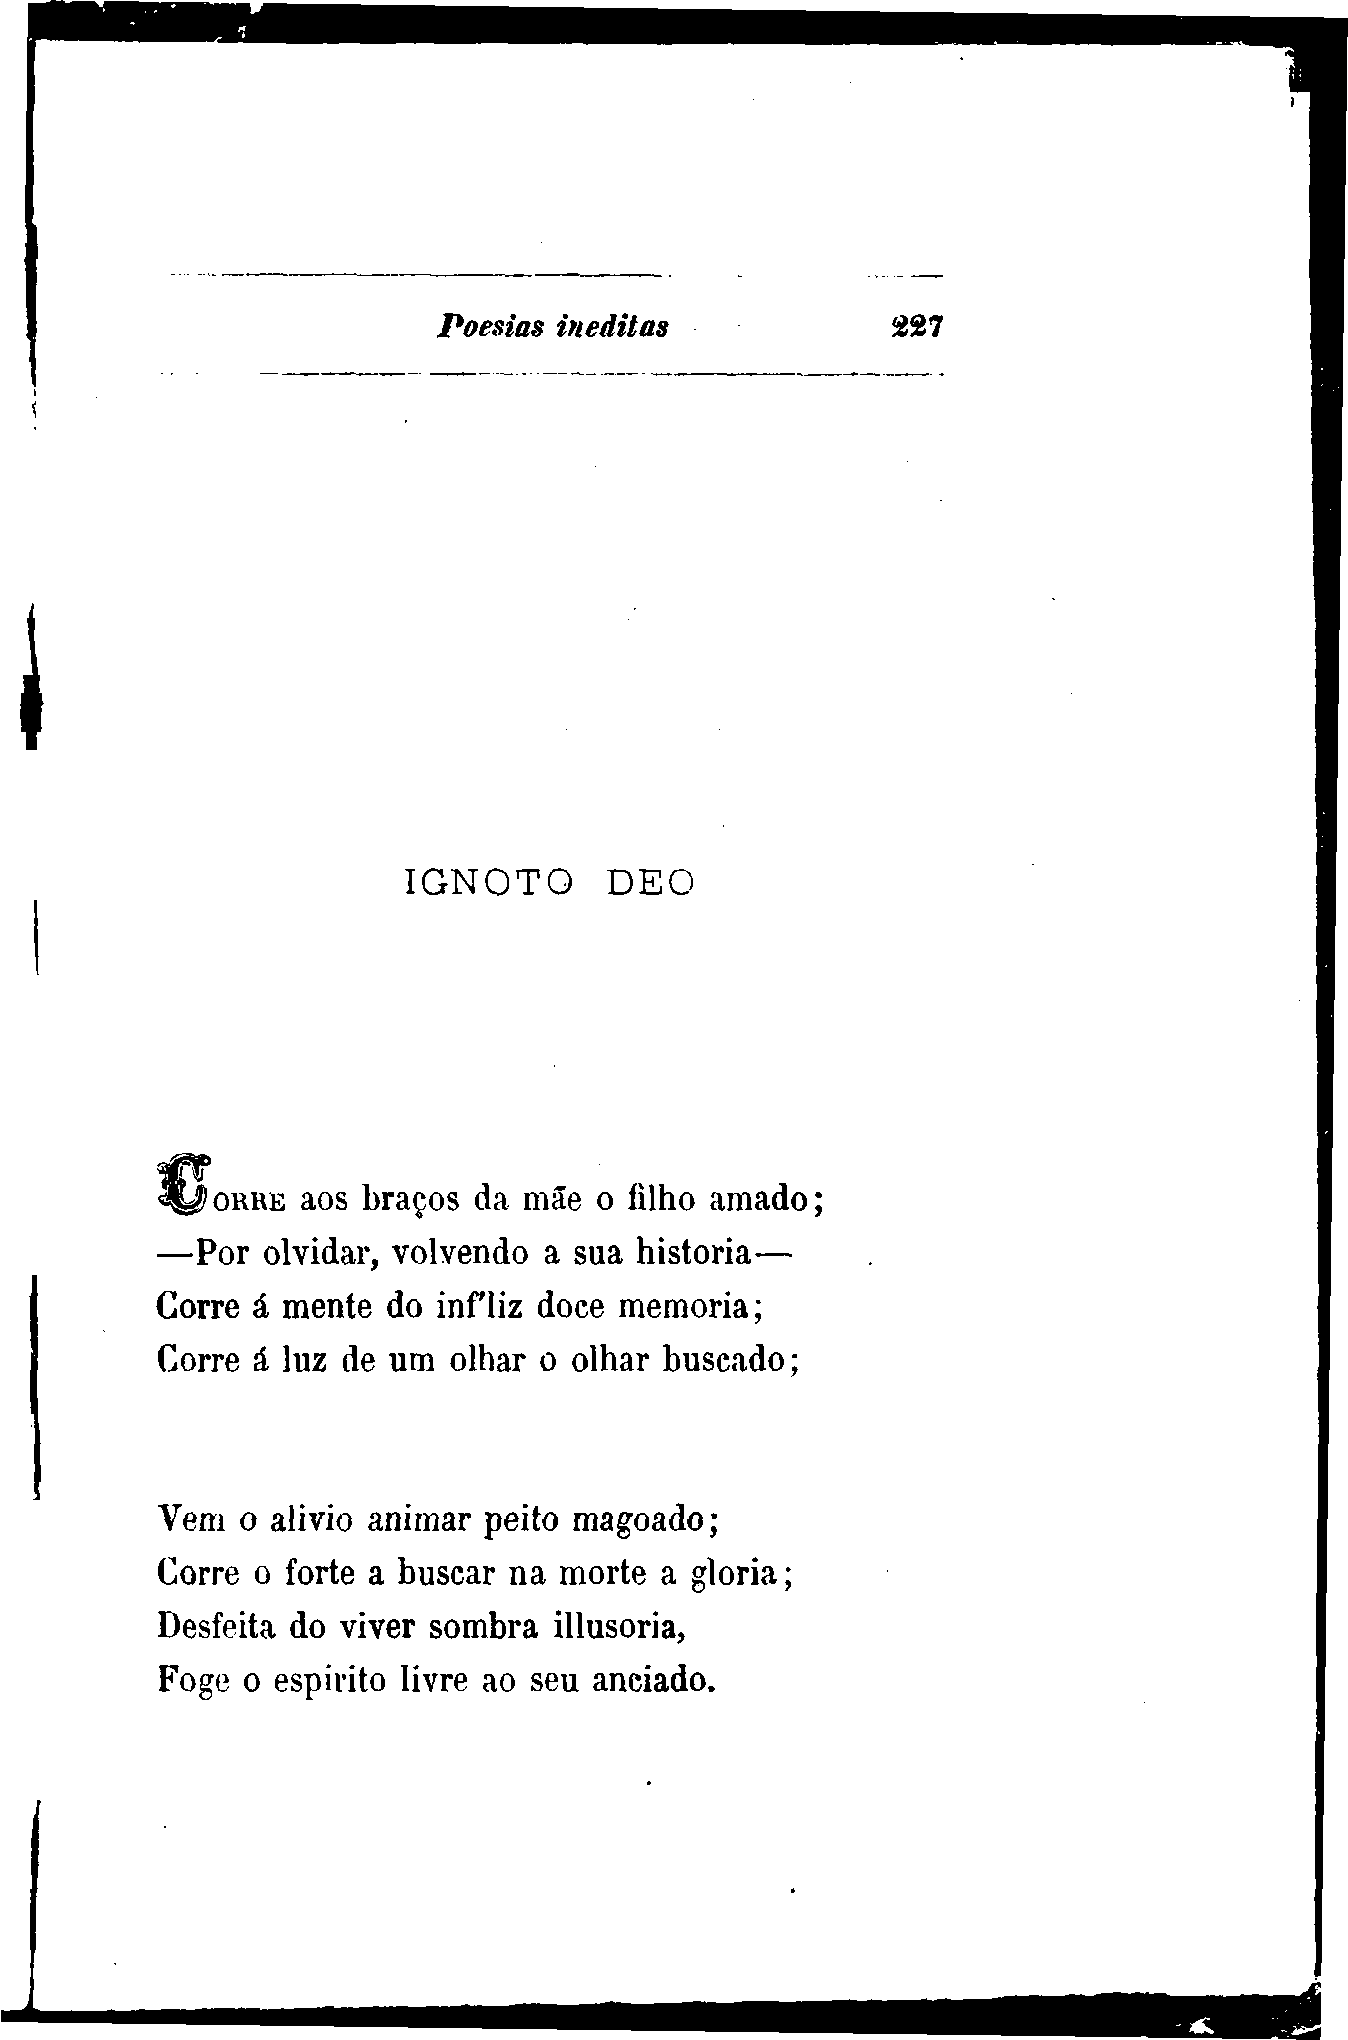 Poesias ineditas 227
IGNOTO DEO
CORRE aos braços da mãe o filho amado;
—Por olvidar, volvendo a sua historia—
Corre á mente do inf'liz doce memoria;
Corre á luz de um olhar o olhar buscado;
Vem o alivio animar peito magoado;
Corre o forte a buscar na morte a gloria;
Desfeita do viver sombra illusoria,
Foge o espirito livre ao seu anciado.